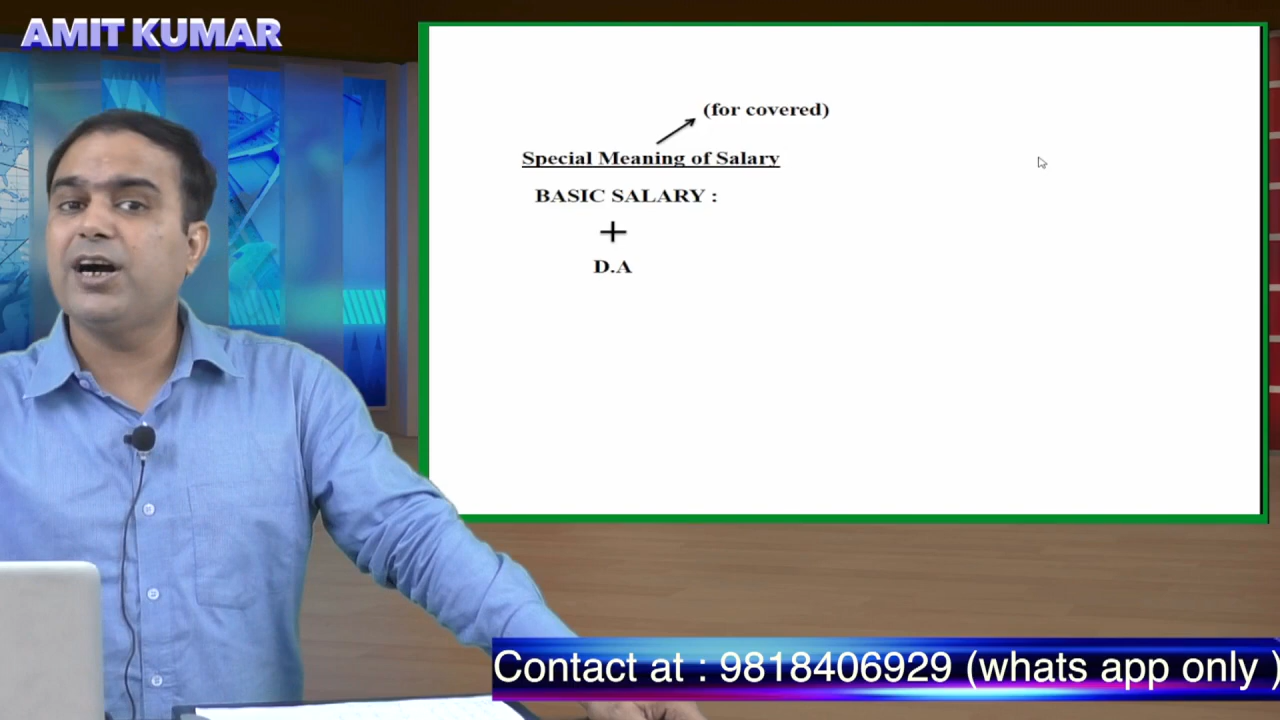 AMIT KUMAR
(for covered)
Special Meaning of Salary
BASIC SALARY :
+
D.A
Contact at : 9818406929 (whats app only )